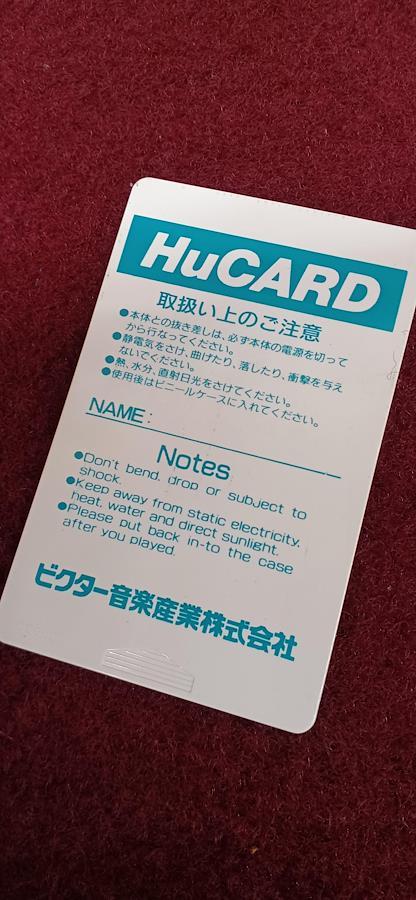 HuCARD
取扱い上のご注意
●本体との抜き差しは、必ず本体の電源を切って
から行なってください。
●静電気をさけ、曲げたり、落したり、衝撃を与え
ないでください。
●熱、水分、直射日光をさけてください。
●使用後はビニールケースに入れてください。
NAME:
Notes
●Don't bend, drop or subject to
shock.
●Keep away from static electricity,
heat, water and direct sunlight.
●Please put back in-to the case
after you played.
ビクター音楽産業株式会社